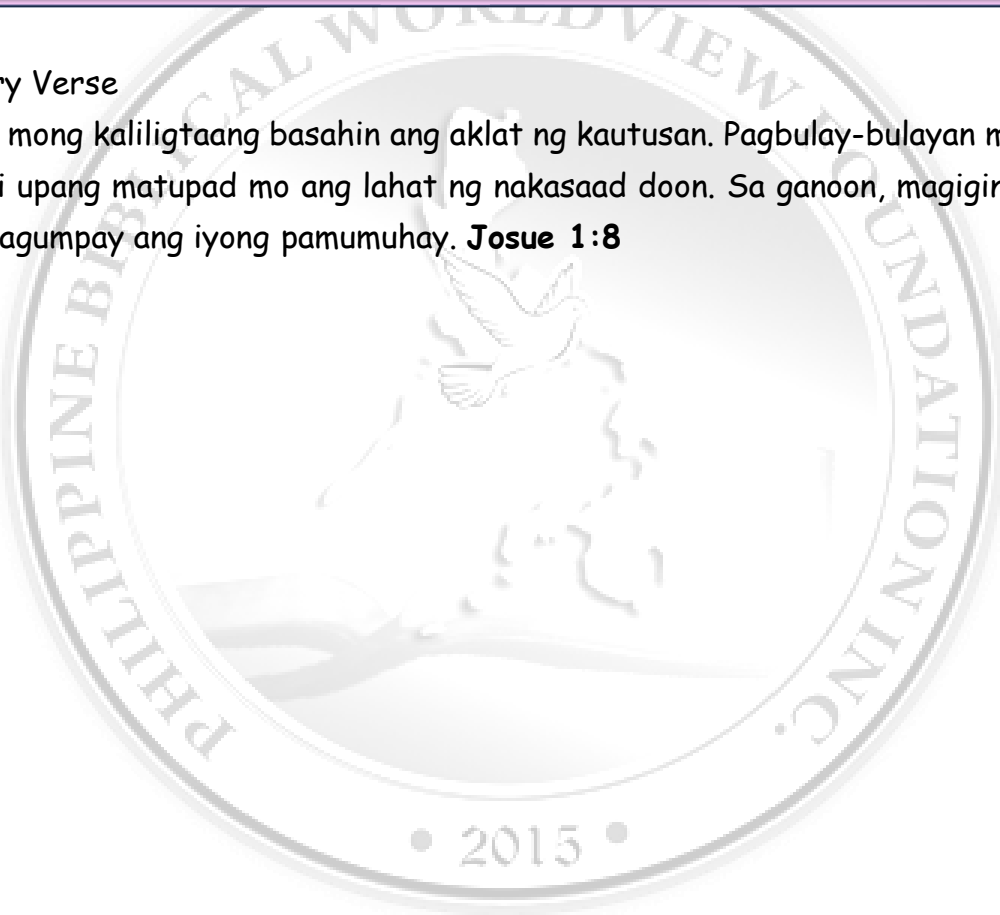 ry Verse
mong kaliligtaang basahin ang aklat ng kautusan. Pagbulay-bulayan m
i upang matupad mo ang lahat ng nakasaad doon. Sa ganoon, magigin
agumpay ang iyong pamumuhay. Josue 1:8
PHILIPPINE BIBLICAL WORLDVIEW FOUNDATION INC.
• 2015 •